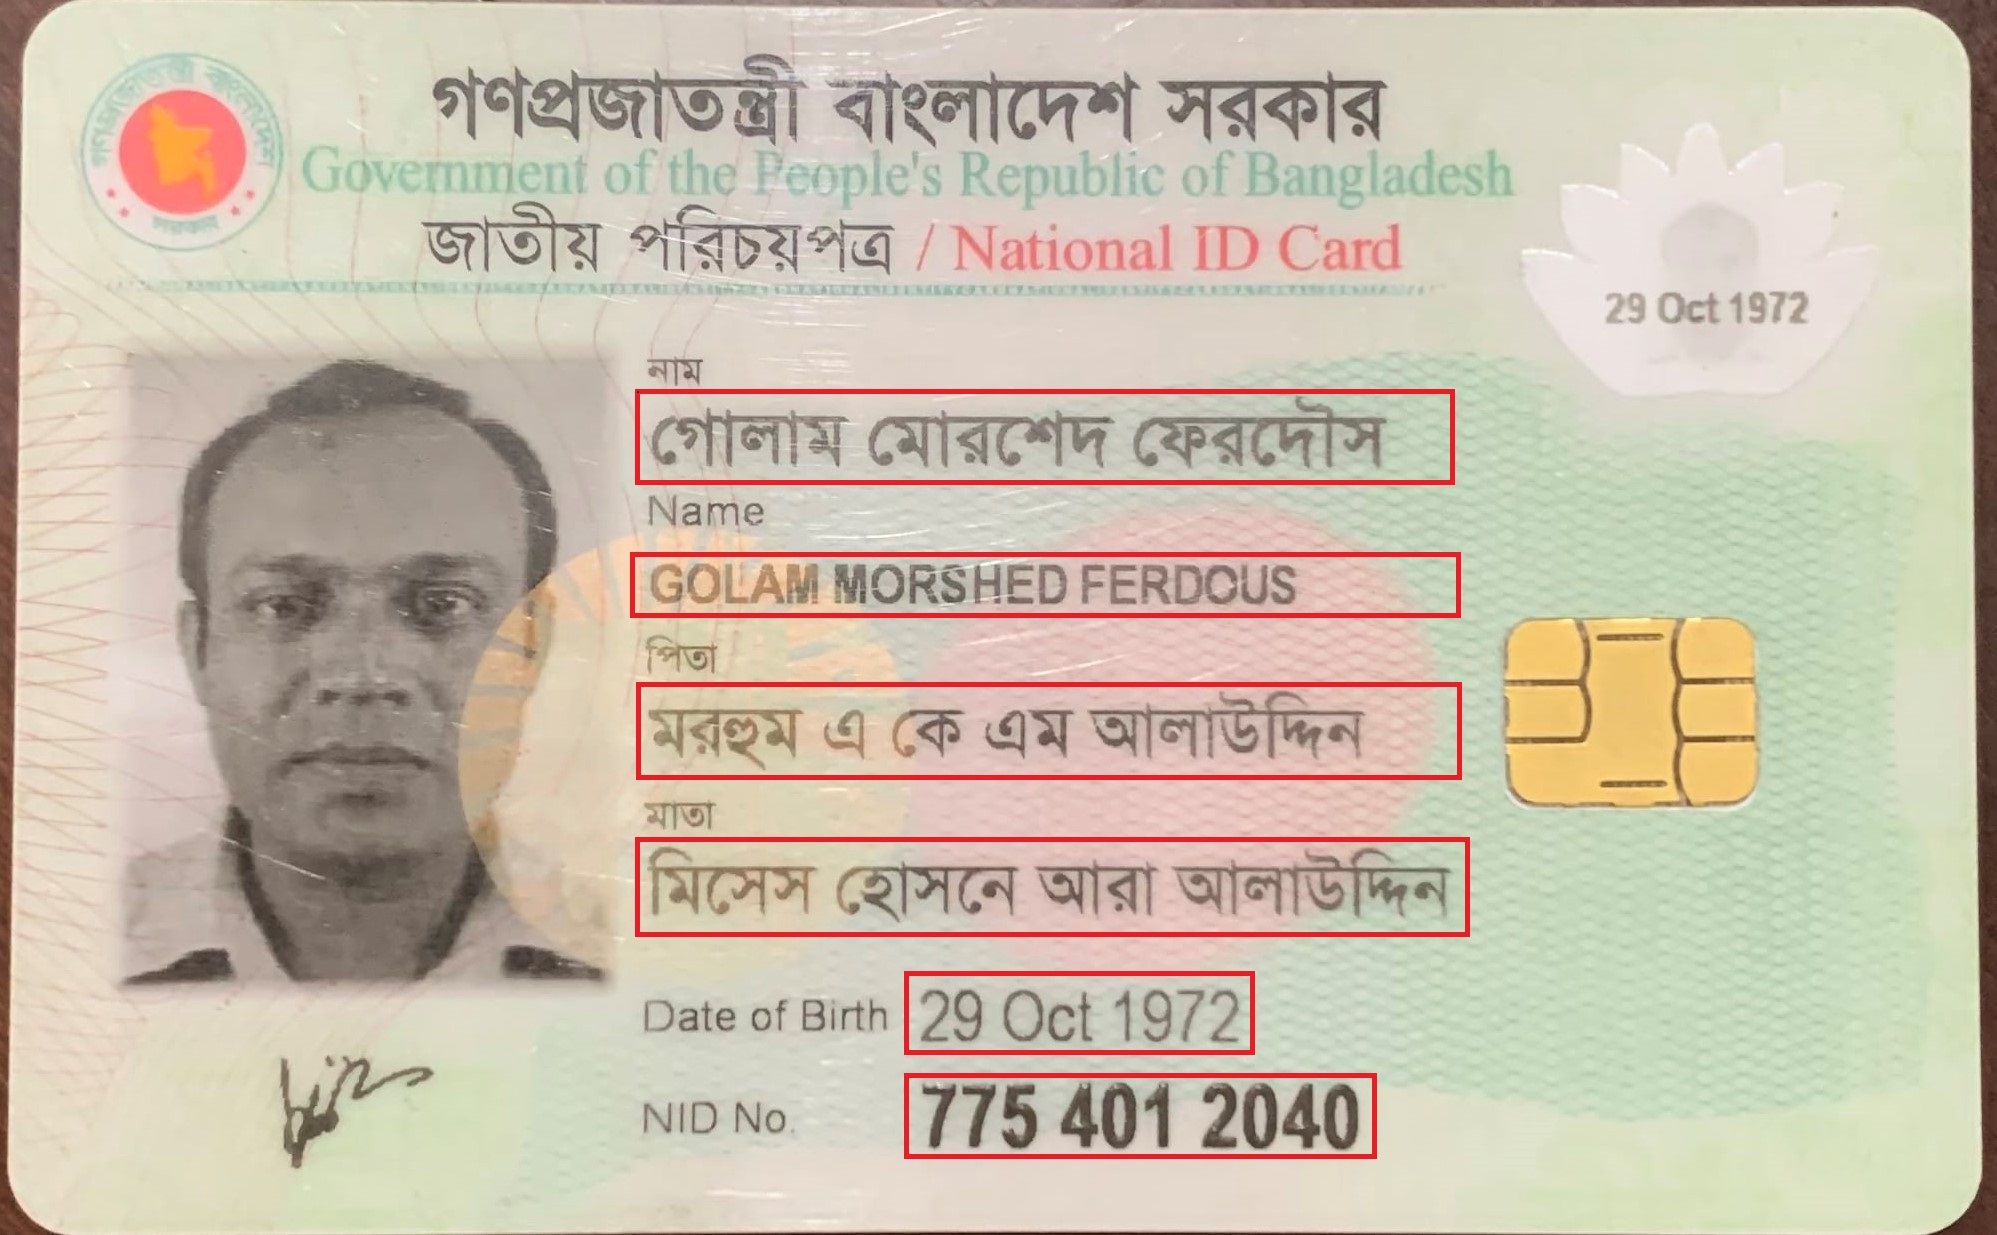 গণপ্রজাতন্ত্রী বাংলাদেশ সরকার
Government of the People's Republic of Bangladesh
জাতীয় পরিচয়পত্র / National ID Card
29 Oct 1972
নাম
গোলাম মোরশেদ ফেরদৌস
Name
GOLAM MORSHED FERDOUS
পিতা
মরহুম এ কে এম আলাউদ্দিন
মাতা
মিসেস হোসনে আরা আলাউদ্দিন
Date of Birth 29 Oct 1972
NID No. 775 401 2040